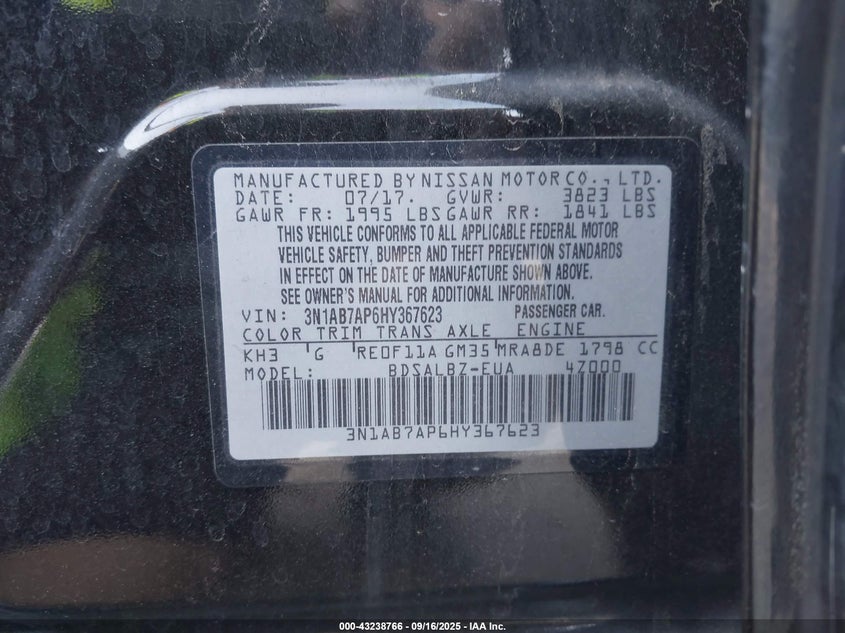 MANUFACTURED BY NISSAN MOTOR CO., LTD.
DATE: 07/17. GVWR: 3823 LBS
GAWR FR: 1995 LBS GAWR RR: 1841 LBS
THIS VEHICLE CONFORMS TO ALL APPLICABLE FEDERAL MOTOR
VEHICLE SAFETY, BUMPER AND THEFT PREVENTION STANDARDS
IN EFFECT ON THE DATE OF MANUFACTURE SHOWN ABOVE.
SEE OWNER'S MANUAL FOR ADDITIONAL INFORMATION.
VIN: 3N1AB7AP6HY367623 PASSENGER CAR.
COLOR TRIM TRANS AXLE ENGINE
KH3 G RE0F11A GM35 MRA8DE 1798 CC
MODEL: BDSALBZ-EUA 4Z000
3N1AB7AP6HY367623
000-43238766 - 09/16/2025 - IAA Inc.